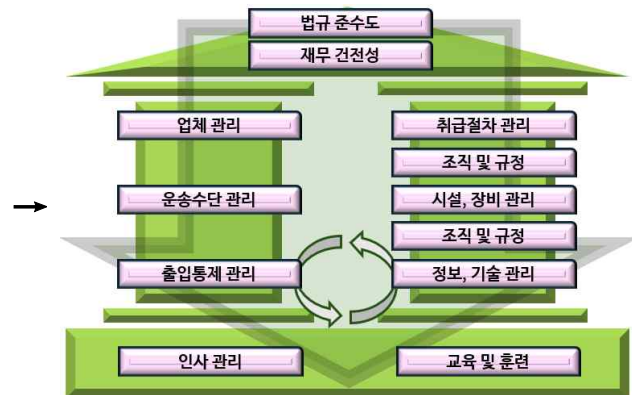 법규 준수도
재무 건전성
업체 관리
취급절차 관리
조직 및 규정
운송수단 관리
시설, 장비 관리
조직 및 규정
출입통제 관리
정보, 기술 관리
인사 관리
교육 및 훈련